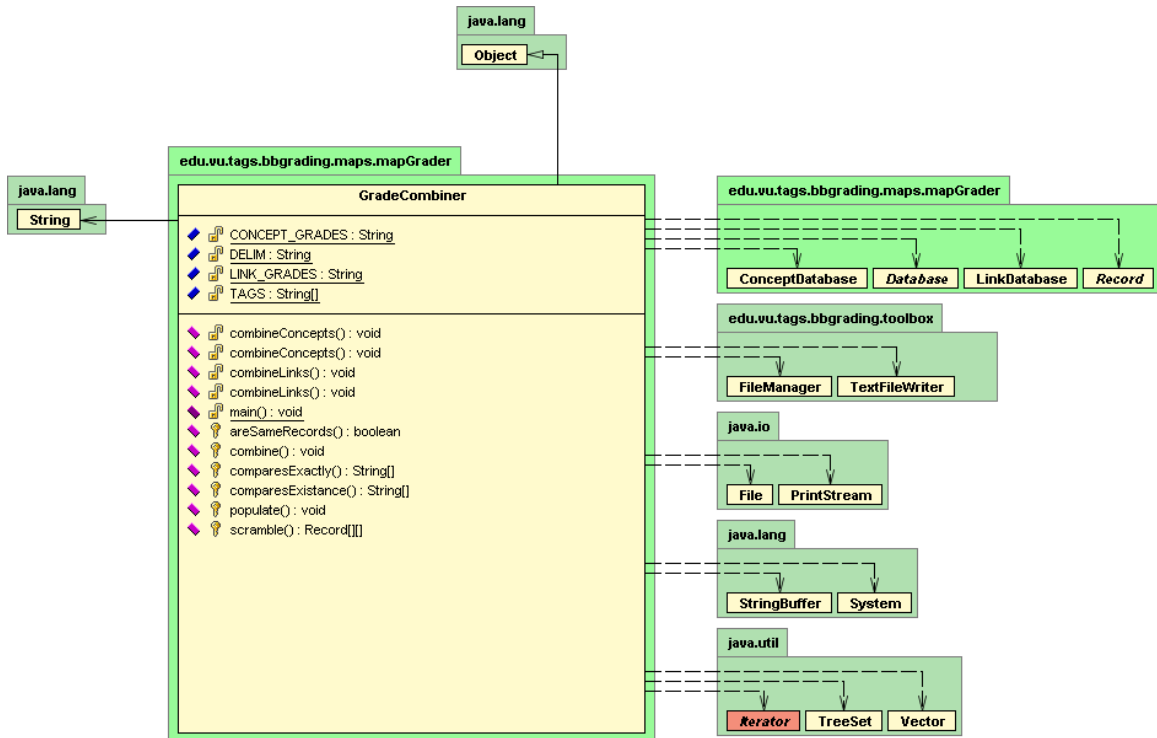 java.lang
Object
edu.vu.tags.bbgrading.maps.mapGrader
java.lang
String
GradeCombiner
CONCEPT_GRADES : String
DELIM : String
LINK_GRADES : String
TAGS : String[]
combineConcepts() : void
combineConcepts() : void
combineLinks() : void
combineLinks() : void
main() : void
areSameRecords() : boolean
combine() : void
comparesExactly() : String[]
comparesExistance() : String[]
populate() : void
scramble() : Record[][]
edu.vu.tags.bbgrading.maps.mapGrader
ConceptDatabase Database LinkDatabase Record
edu.vu.tags.bbgrading.toolbox
FileManager TextFileWriter
java.io
File PrintStream
java.lang
StringBuffer System
java.util
Iterator TreeSet Vector